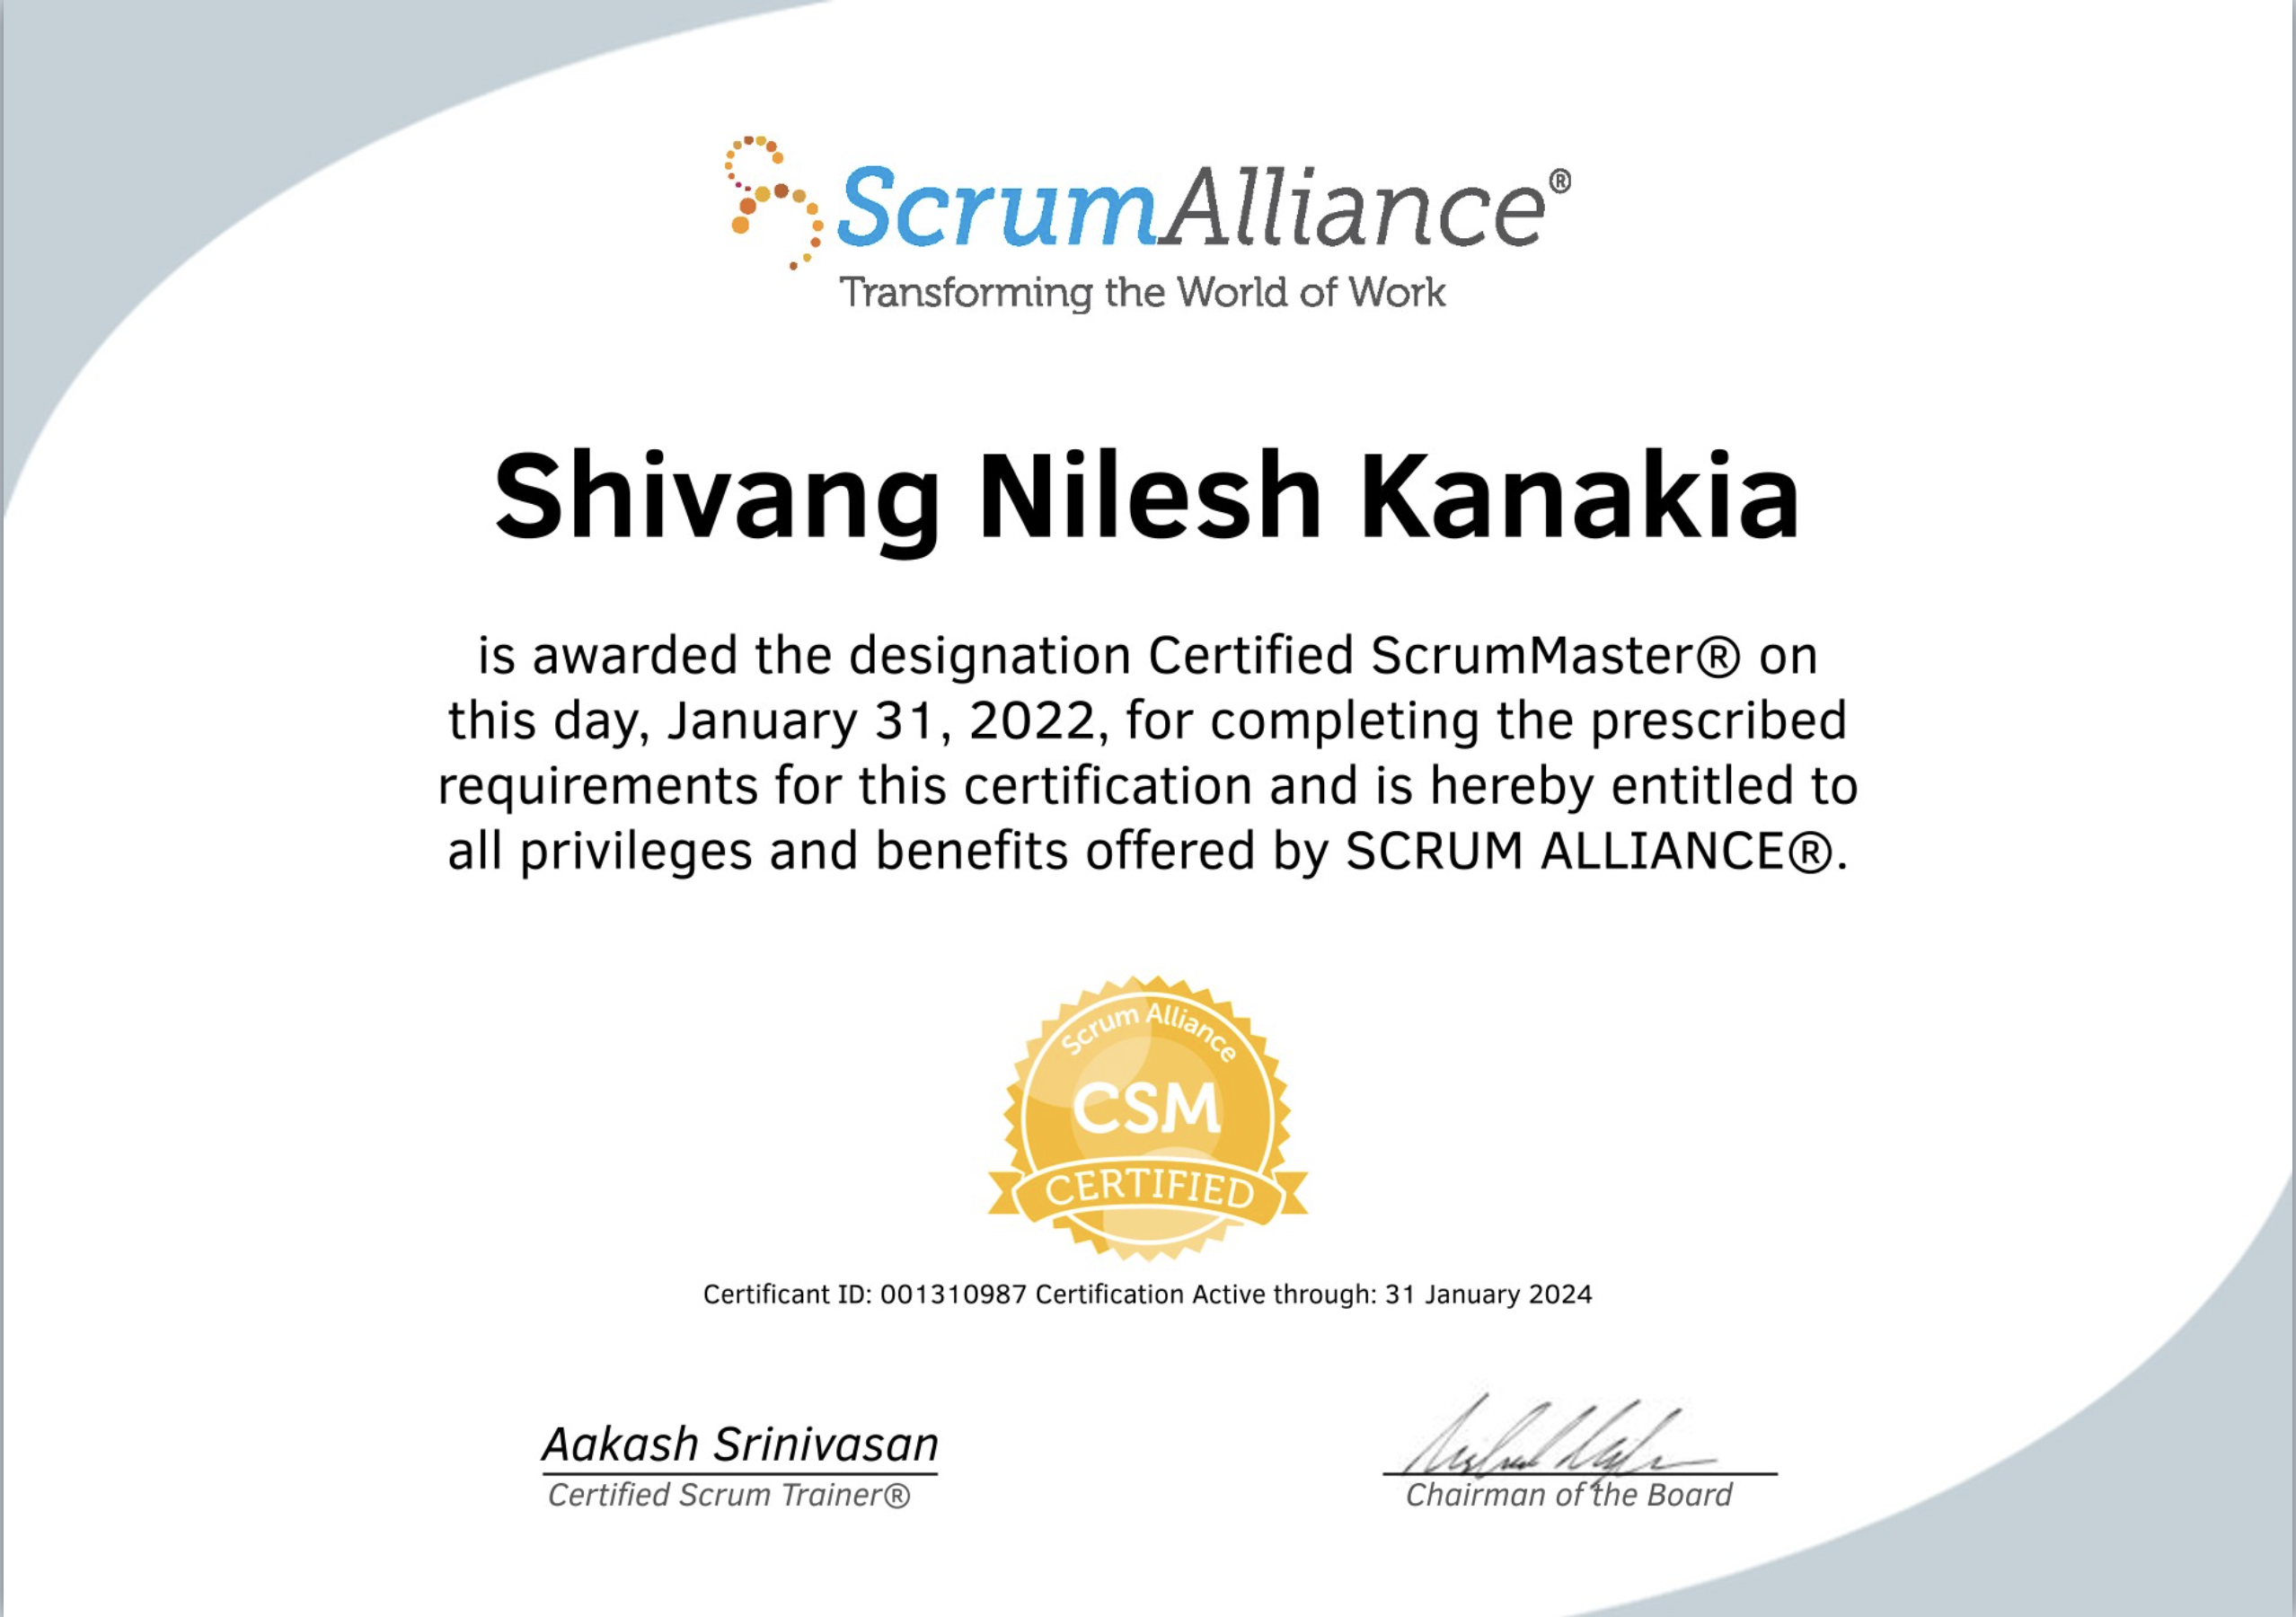 ScrumAlliance®
Transforming the World of Work
Shivang Nilesh Kanakia
is awarded the designation Certified ScrumMaster® on
this day, January 31, 2022, for completing the prescribed
requirements for this certification and is hereby entitled to
all privileges and benefits offered by SCRUM ALLIANCE®.
Scrum Alliance
CSM
CERTIFIED
Certificant ID: 001310987 Certification Active through: 31 January 2024
Aakash Srinivasan
Certified Scrum Trainer®
Chairman of the Board